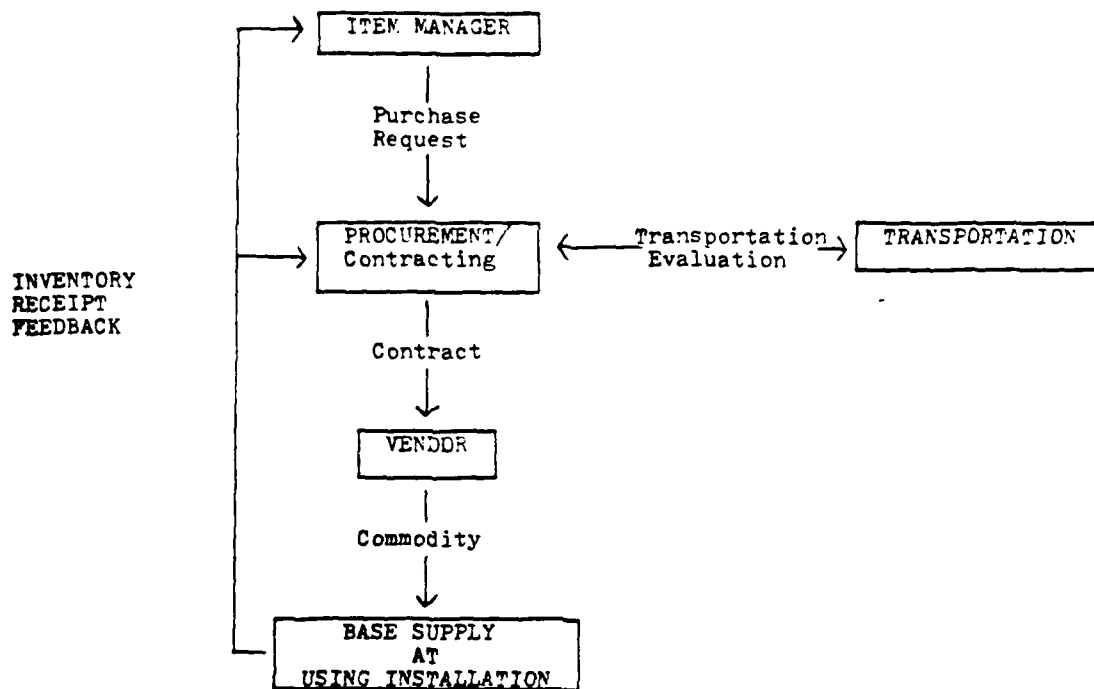 ITEM MANAGER
Purchase
Request
PROCUREMENT/
Contracting
Transportation
Evaluation
TRANSPORTATION
INVENTORY
RECEIPT
FEEDBACK
Contract
VENDOR
Commodity
BASE SUPPLY
AT
USING INSTALLATION